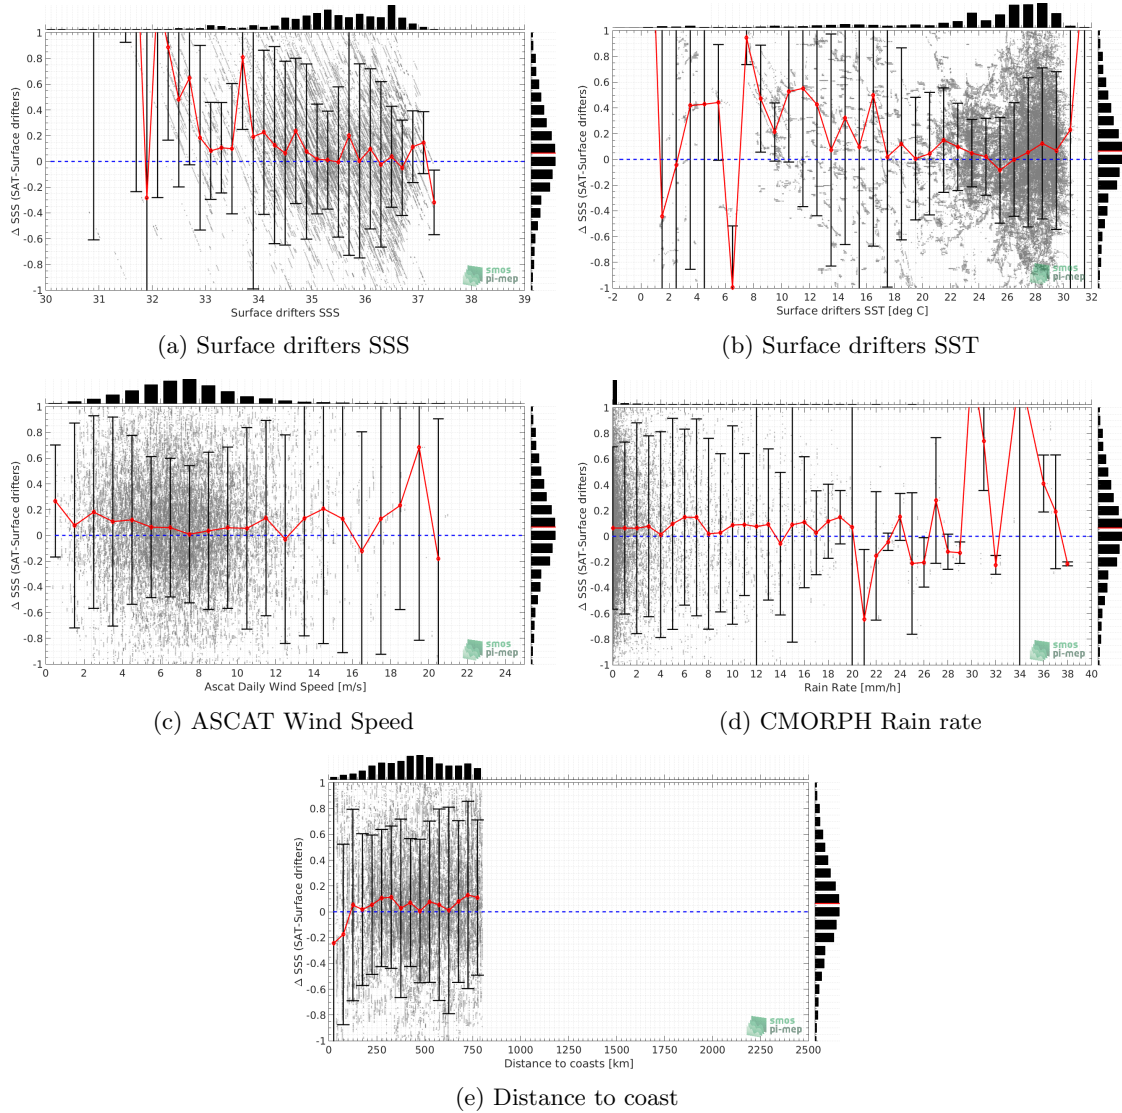 Δ SSS (SAT-Surface drifters)
1
0.8
0.6
0.4
0.2
0
-0.2
-0.4
-0.6
-0.8
-1
smos
pi-mep
30 31 32 33 34 35 36 37 38 39
Surface drifters SSS
(a) Surface drifters SSS
Δ SSS (SAT-Surface drifters)
1
0.8
0.6
0.4
0.2
0
-0.2
-0.4
-0.6
-0.8
-1
smos
pi-mep
-2 0 2 4 6 8 10 12 14 16 18 20 22 24 26 28 30 32
Surface drifters SST [deg C]
(b) Surface drifters SST
Δ SSS (SAT-Surface drifters)
1
0.8
0.6
0.4
0.2
0
-0.2
-0.4
-0.6
-0.8
-1
smos
pi-mep
0 2 4 6 8 10 12 14 16 18 20 22 24
Ascat Daily Wind Speed [m/s]
(c) ASCAT Wind Speed
Δ SSS (SAT-Surface drifters)
1
0.8
0.6
0.4
0.2
0
-0.2
-0.4
-0.6
-0.8
-1
smos
pi-mep
0 2 4 6 8 10 12 14 16 18 20 22 24 26 28 30 32 34 36 38 40
Rain Rate [mm/h]
(d) CMORPH Rain rate
Δ SSS (SAT-Surface drifters)
1
0.8
0.6
0.4
0.2
0
-0.2
-0.4
-0.6
-0.8
-1
smos
pi-mep
0 250 500 750 1000 1250 1500 1750 2000 2250 2500
Distance to coasts [km]
(e) Distance to coast